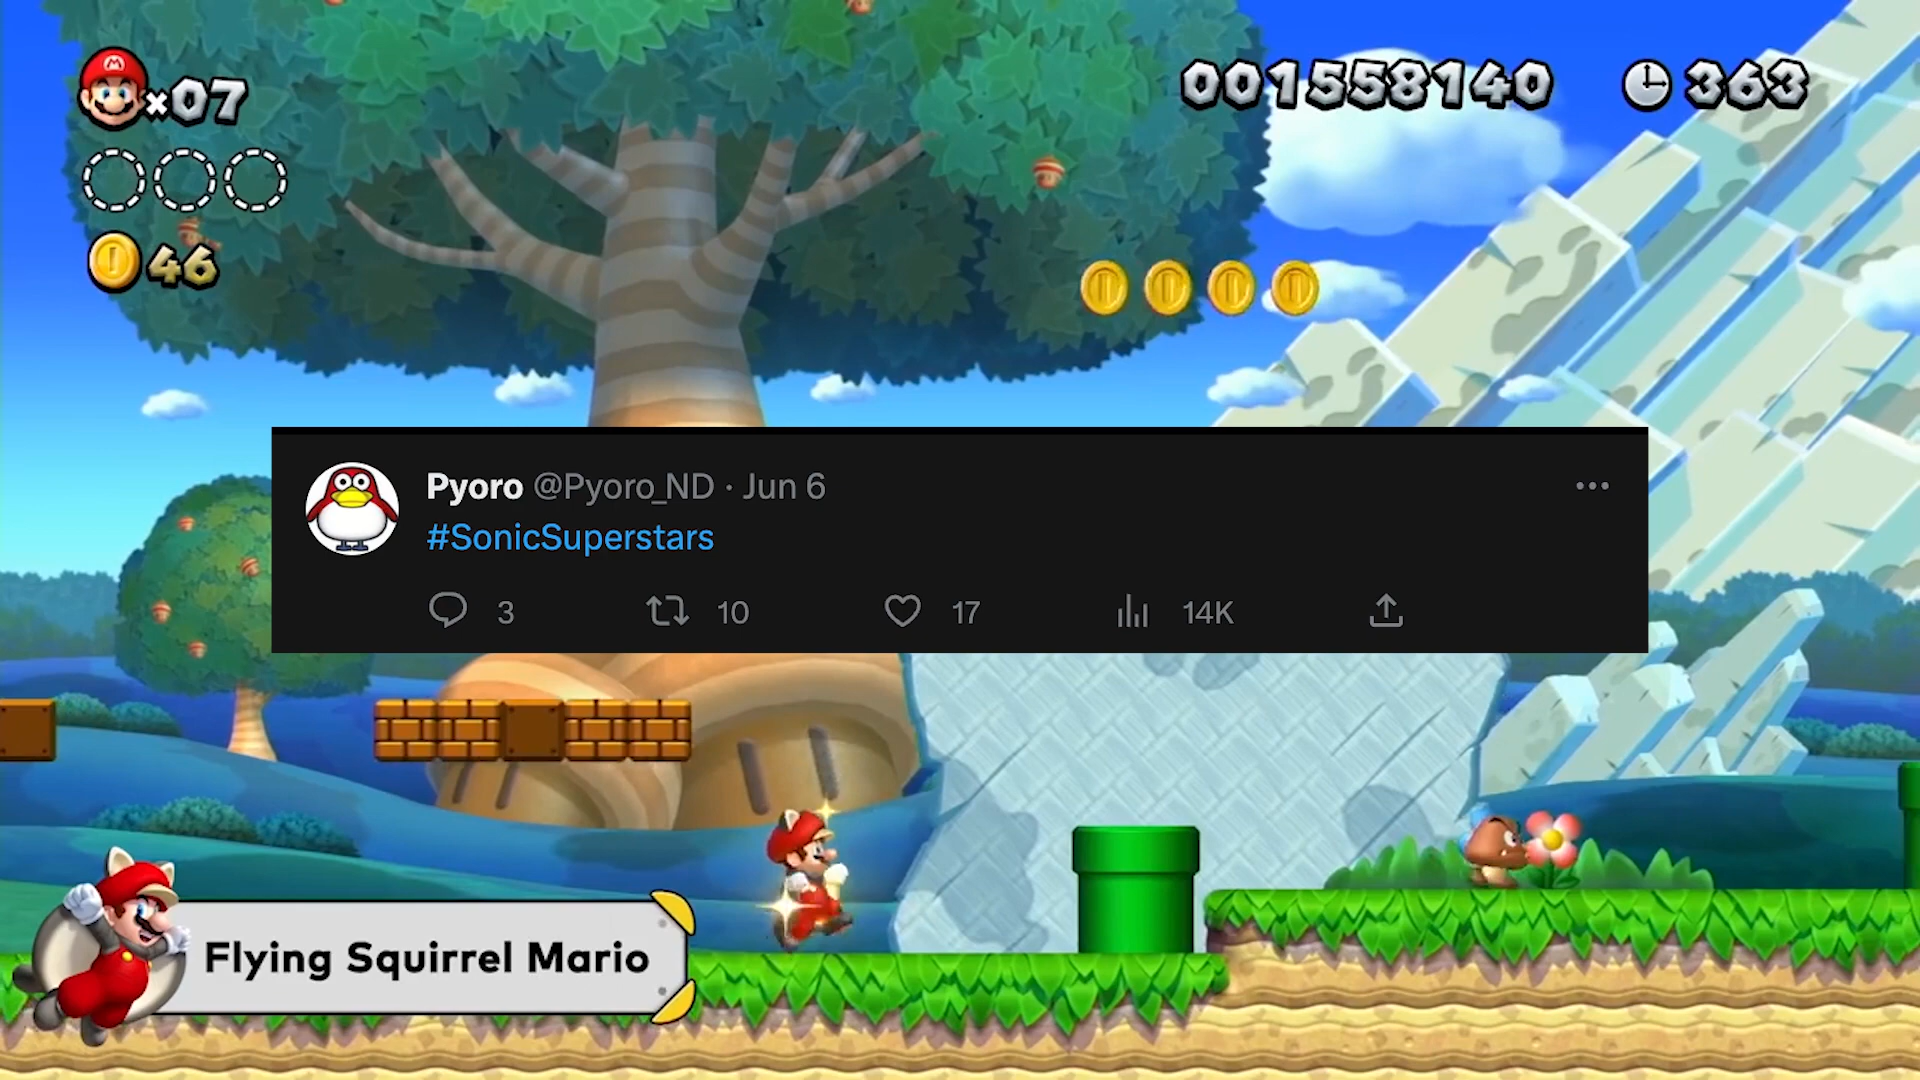 ×07
001558140
363
46
Pyoro @Pyoro_ND · Jun 6
#SonicSuperstars
3 10 17 14K
Flying Squirrel Mario